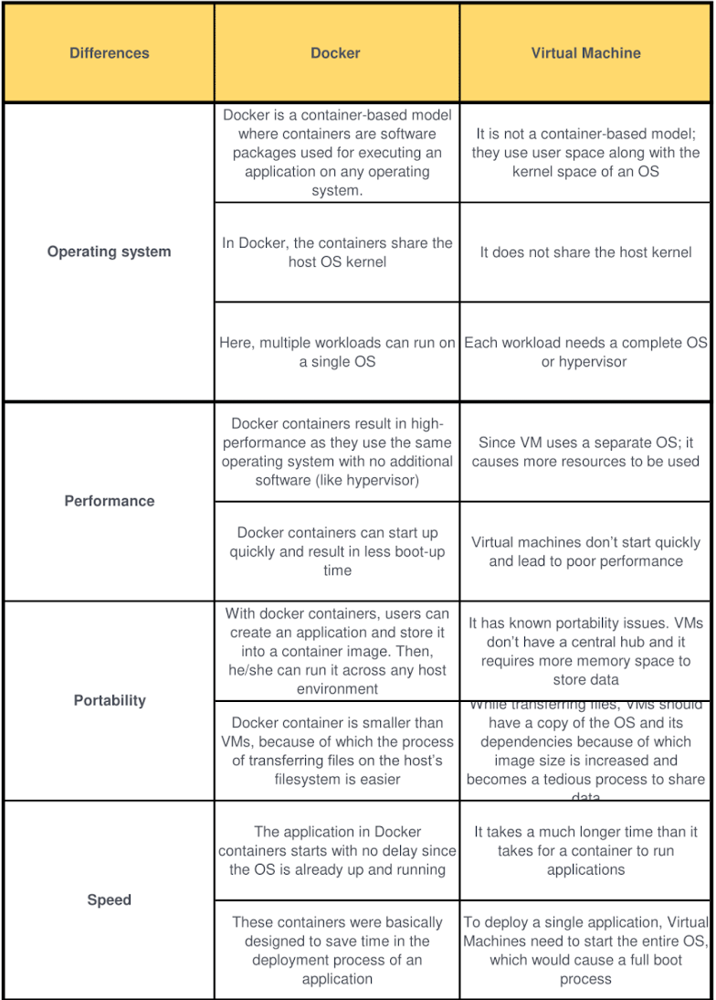 Differences
Docker
Virtual Machine
Operating system
Docker is a container-based model
where containers are software
packages used for executing an
application on any operating
system.
It is not a container-based model;
they use user space along with the
kernel space of an OS
In Docker, the containers share the
host OS kernel
It does not share the host kernel
Here, multiple workloads can run on
a single OS
Each workload needs a complete OS
or hypervisor
Performance
Docker containers result in high-
performance as they use the same
operating system with no additional
software (like hypervisor)
Since VM uses a separate OS; it
causes more resources to be used
Docker containers can start up
quickly and result in less boot-up
time
Virtual machines don't start quickly
and lead to poor performance
Portability
With docker containers, users can
create an application and store it
into a container image. Then,
he/she can run it across any host
environment
It has known portability issues. VMs
don't have a central hub and it
requires more memory space to
store data
Docker container is smaller than
VMs, because of which the process
of transferring files on the host's
filesystem is easier
While transferring files, VMs should
have a copy of the OS and its
dependencies because of which
image size is increased and
becomes a tedious process to share
data
Speed
The application in Docker
containers starts with no delay since
the OS is already up and running
It takes a much longer time than it
takes for a container to run
applications
These containers were basically
designed to save time in the
deployment process of an
application
To deploy a single application, Virtual
Machines need to start the entire OS,
which would cause a full boot
process